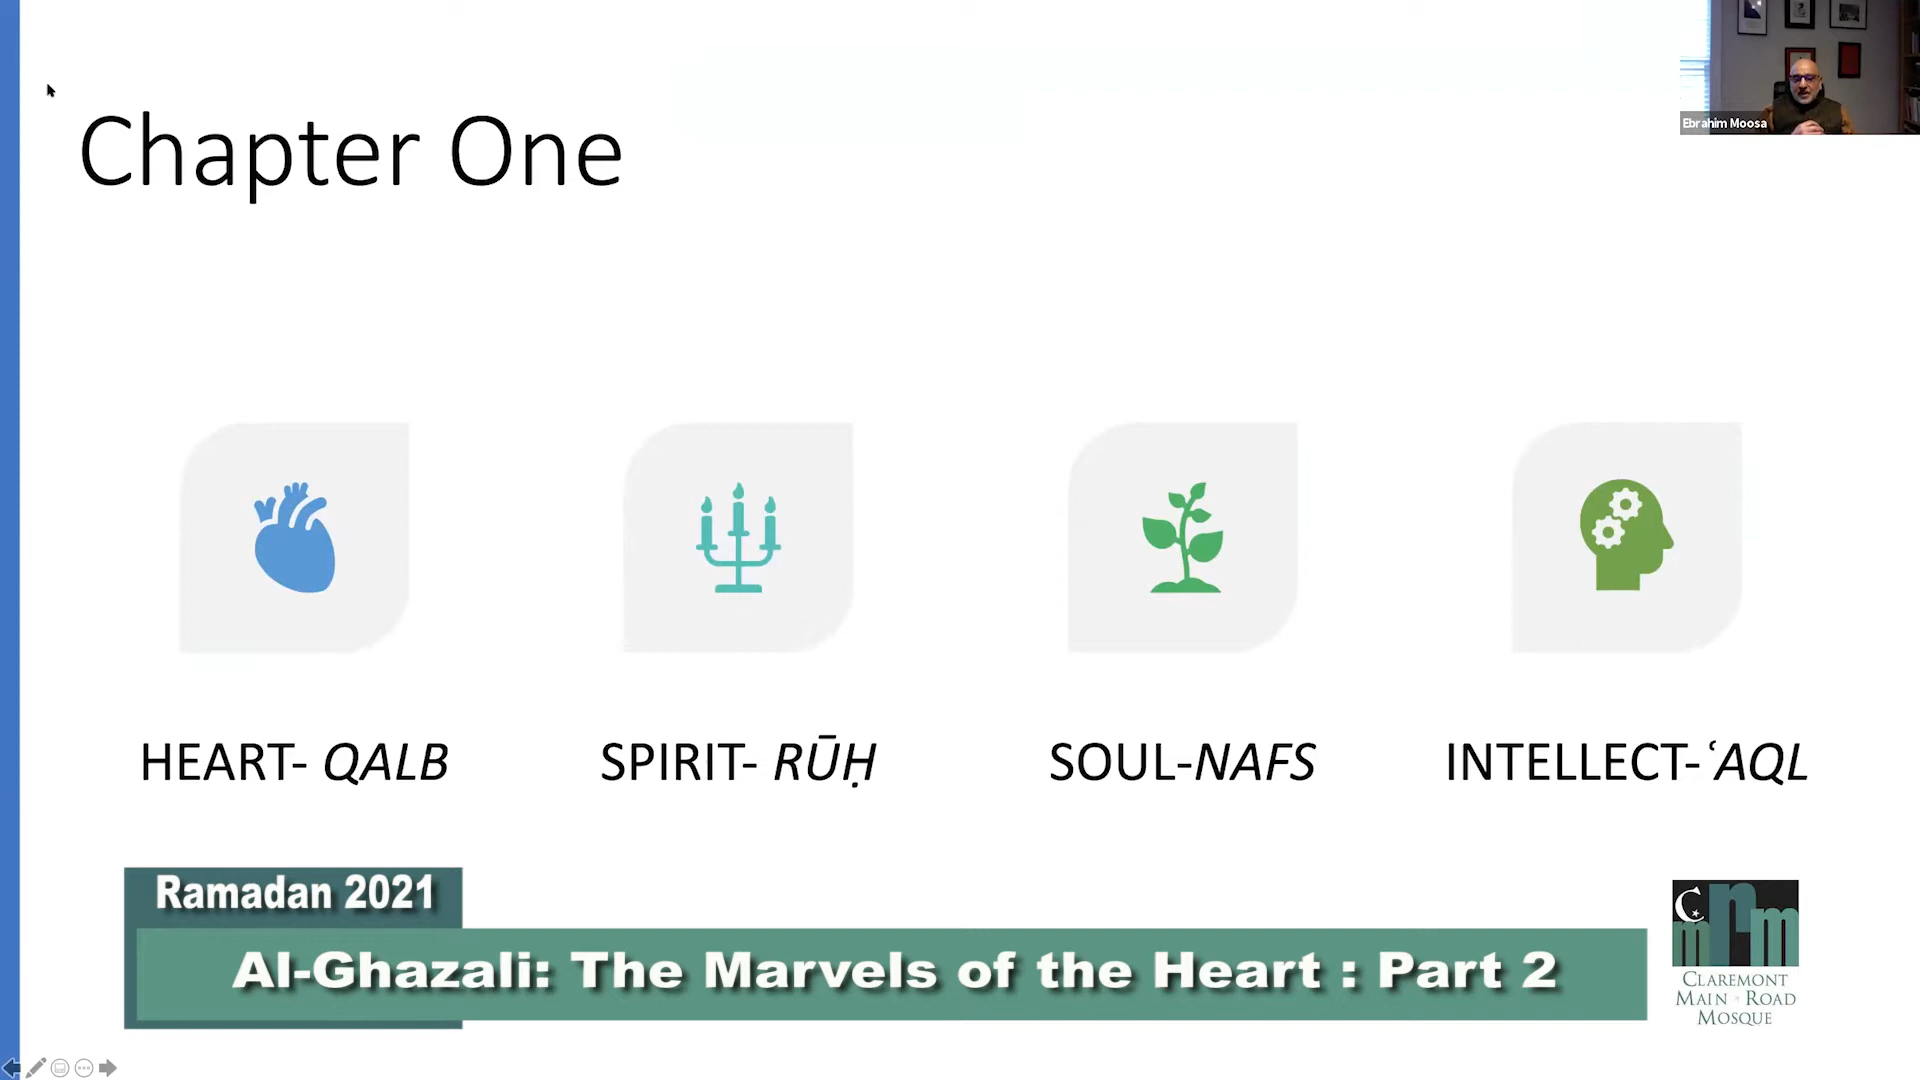 Ebrahim Moosa
Chapter One
HEART- QALB
SPIRIT- RŪḤ
SOUL-NAFS
INTELLECT-ʿAQL
Ramadan 2021
Al-Ghazali: The Marvels of the Heart : Part 2
cmrm
CLAREMONT
MAIN ROAD
MOSQUE